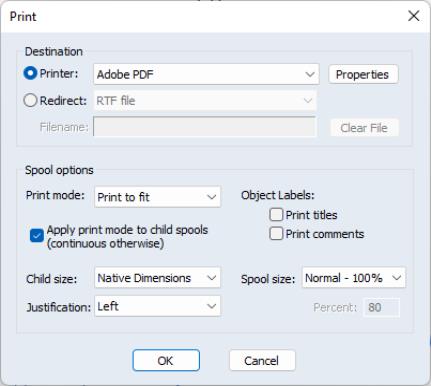 Print
Destination
Printer: Adobe PDF Properties
Redirect: RTF file
Filename: Clear File
Spool options
Print mode: Print to fit Object Labels:
Print titles
Apply print mode to child spools
(continuous otherwise)
Print comments
Child size: Native Dimensions Spool size: Normal - 100%
Justification: Left Percent: 80
OK Cancel